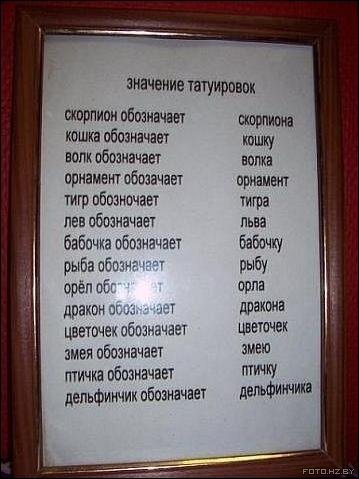 значение татуировок
скорпион обозначает скорпиона
кошка обозначает кошку
волк обозначает волка
орнамент обозачает орнамент
тигр обозночает тигра
лев обозначает льва
бабочка обозначает бабочку
рыба обозначает рыбу
орёл обозначает орла
дракон обозначает дракона
цветочек обозначает цветочек
змея обозначает змею
птичка обозначает птичку
дельфинчик обозначает дельфинчика
FOTO.HZ.BY